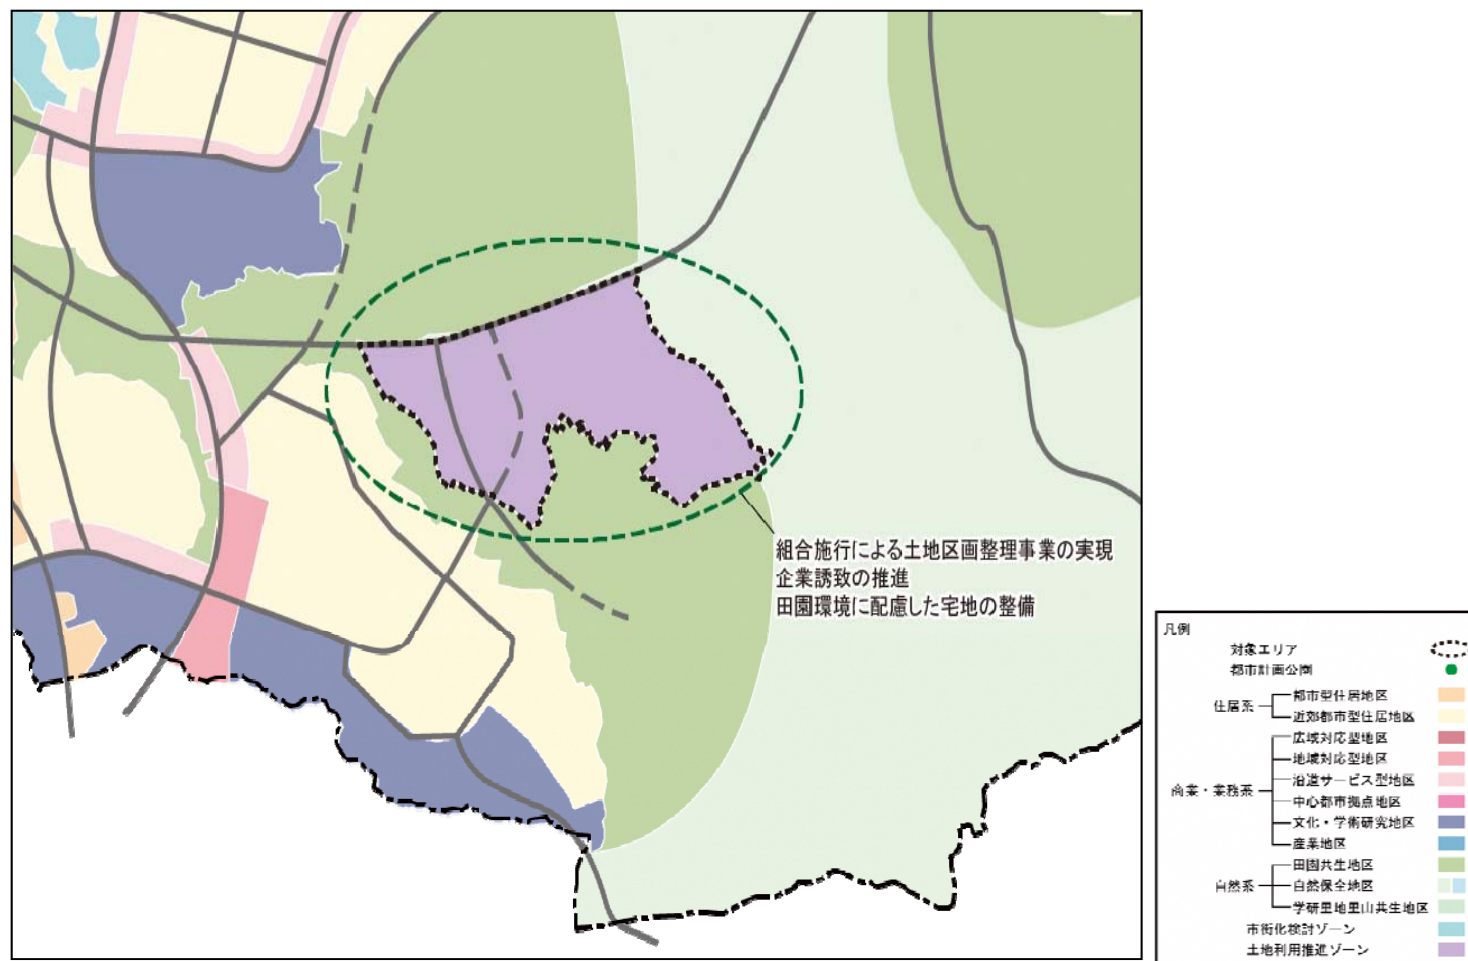 組合施行による土地区画整理事業の実現
企業誘致の推進
田園環境に配慮した宅地の整備
凡例
対象エリア
都市計画公園
住居系
都市型住居地区
近郊都市型住居地区
商業・業務系
広域対応型地区
地域対応型地区
沿道サービス型地区
中心都市拠点地区
文化・学術研究地区
産業地区
自然系
田園共生地区
自然保全地区
学研里地里山共生地区
市街化検討ゾーン
土地利用推進ゾーン